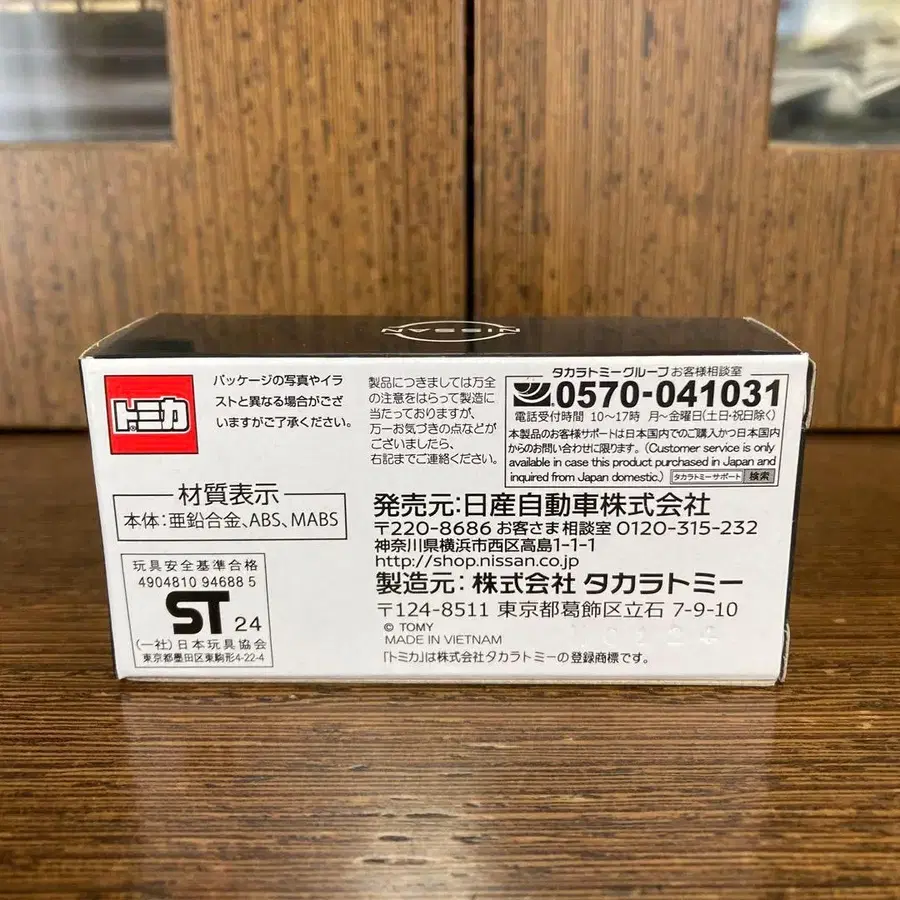 NISSAN
トミカ
®
パッケージの写真やイラ
ストと異なる場合がござ
いますがご了承ください。
製品につきましては万全
の注意をはらって製造に
当たっておりますが、
万一お気づきの点などが
ございましたら、
右記までご連絡ください。
タカラトミーグループ お客様相談室
0570-041031
電話受付時間 10〜17時 月〜金曜日(土日・祝日除く)
本製品のお客様サポートは日本国内でのご購入かつ日本国内
からのお問い合わせに限ります。(Customer service is only
available in case this product purchased in Japan and
inquired from Japan domestic.) タカラトミーサポート 検索
材質表示
本体:亜鉛合金、ABS、MABS
玩具安全基準合格
4904810 94688 5
ST 24
(一社)日本玩具協会
東京都墨田区東駒形4-22-4
発売元:日産自動車株式会社
〒220-8686 お客さま相談室 0120-315-232
神奈川県横浜市西区高島1-1-1
http://shop.nissan.co.jp
製造元:株式会社 タカラトミー
〒124-8511 東京都葛飾区立石 7-9-10
© TOMY
MADE IN VIETNAM
「トミカ」は株式会社タカラトミーの登録商標です。